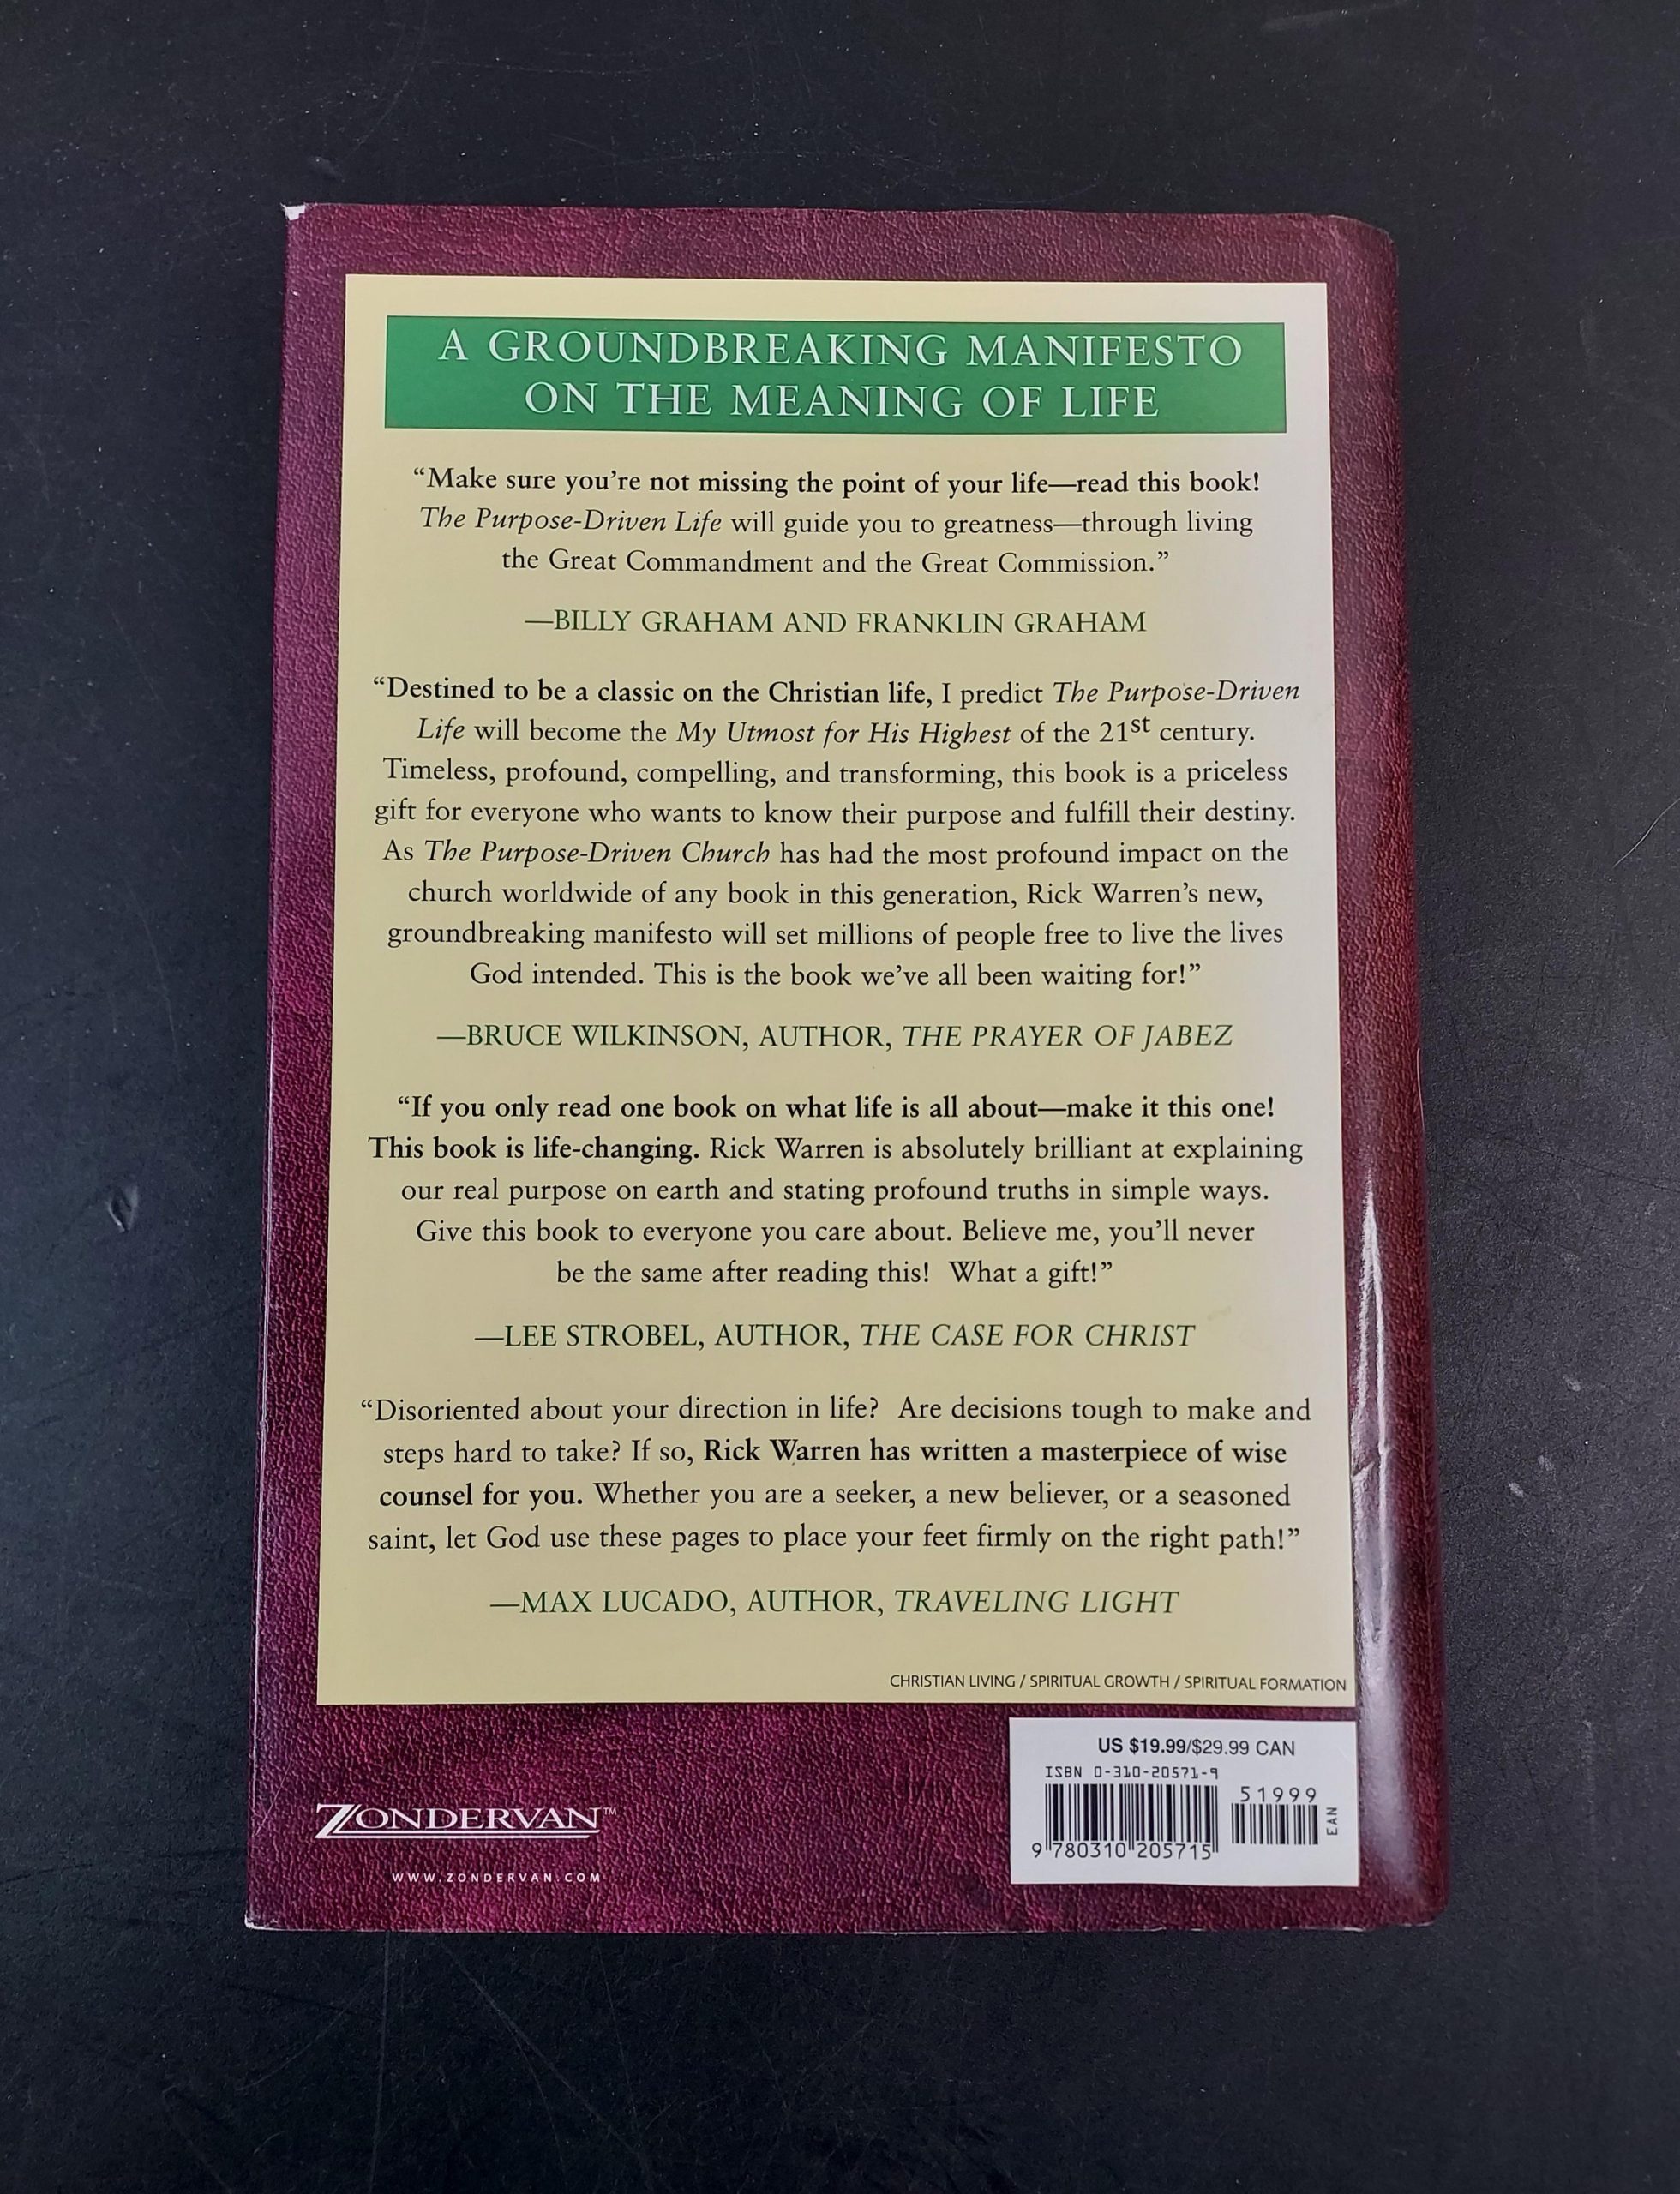 A GROUNDBREAKING MANIFESTO
ON THE MEANING OF LIFE
“Make sure you’re not missing the point of your life—read this book!
The Purpose-Driven Life will guide you to greatness—through living
the Great Commandment and the Great Commission.”
—BILLY GRAHAM AND FRANKLIN GRAHAM
“Destined to be a classic on the Christian life, I predict The Purpose-Driven
Life will become the My Utmost for His Highest of the 21st century.
Timeless, profound, compelling, and transforming, this book is a priceless
gift for everyone who wants to know their purpose and fulfill their destiny.
As The Purpose-Driven Church has had the most profound impact on the
church worldwide of any book in this generation, Rick Warren’s new,
groundbreaking manifesto will set millions of people free to live the lives
God intended. This is the book we’ve all been waiting for!”
—BRUCE WILKINSON, AUTHOR, THE PRAYER OF JABEZ
“If you only read one book on what life is all about—make it this one!
This book is life-changing. Rick Warren is absolutely brilliant at explaining
our real purpose on earth and stating profound truths in simple ways.
Give this book to everyone you care about. Believe me, you’ll never
be the same after reading this! What a gift!”
—LEE STROBEL, AUTHOR, THE CASE FOR CHRIST
“Disoriented about your direction in life? Are decisions tough to make and
steps hard to take? If so, Rick Warren has written a masterpiece of wise
counsel for you. Whether you are a seeker, a new believer, or a seasoned
saint, let God use these pages to place your feet firmly on the right path!”
—MAX LUCADO, AUTHOR, TRAVELING LIGHT
CHRISTIAN LIVING / SPIRITUAL GROWTH / SPIRITUAL FORMATION
ZONDERVAN™
WWW.ZONDERVAN.COM
US $19.99/$29.99 CAN
ISBN 0-310-20571-9
51999
EAN
9 780310 205715